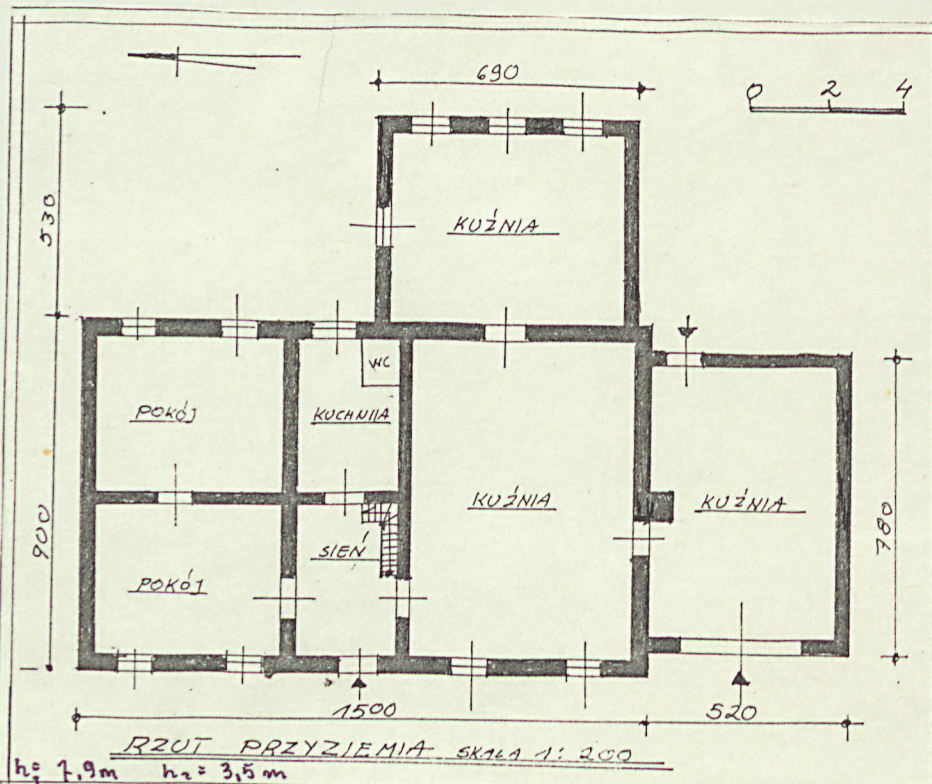 690
0 2 4
530
KUŹNIA
WC
POKÓJ
KUCHNIA
KUŹNIA
KUŹNIA
900
780
SIEŃ
POKÓJ
1500
520
RZUT PRZYZIEMIA SKALA 1:200
h₁= 7,9m h₂= 3,5m